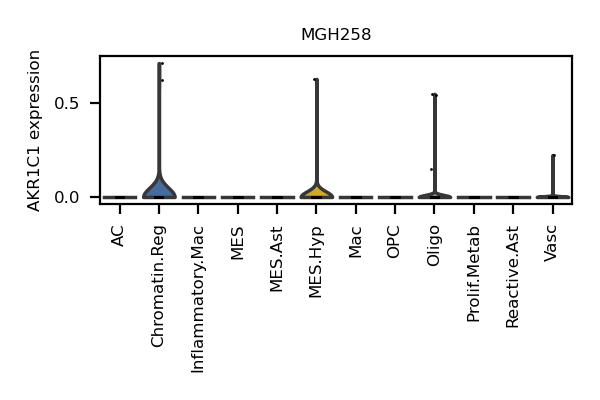 MGH258
AKR1C1 expression
0.5
0.0
AC
Chromatin.Reg
Inflammatory.Mac
MES
MES.Ast
MES.Hyp
Mac
OPC
Oligo
Prolif.Metab
Reactive.Ast
Vasc